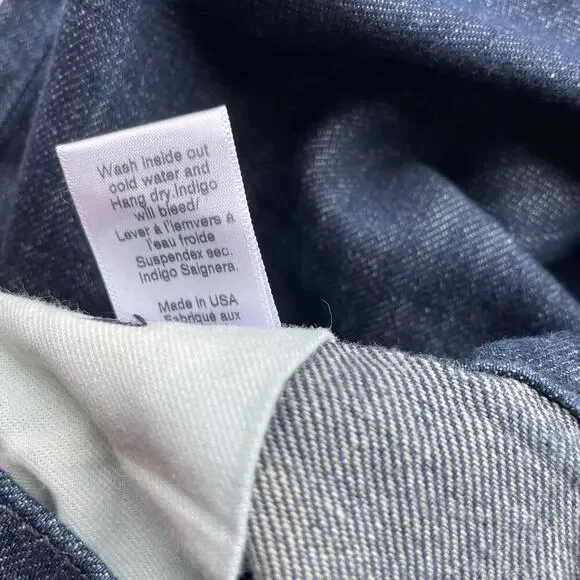 Wash inside out
cold water and
Hang dry Indigo
will bleed/
Lever à l'iemvers à
l'eau froide
Suspendex sec.
Indigo Saignera.
Made in USA
Fabriqué aux